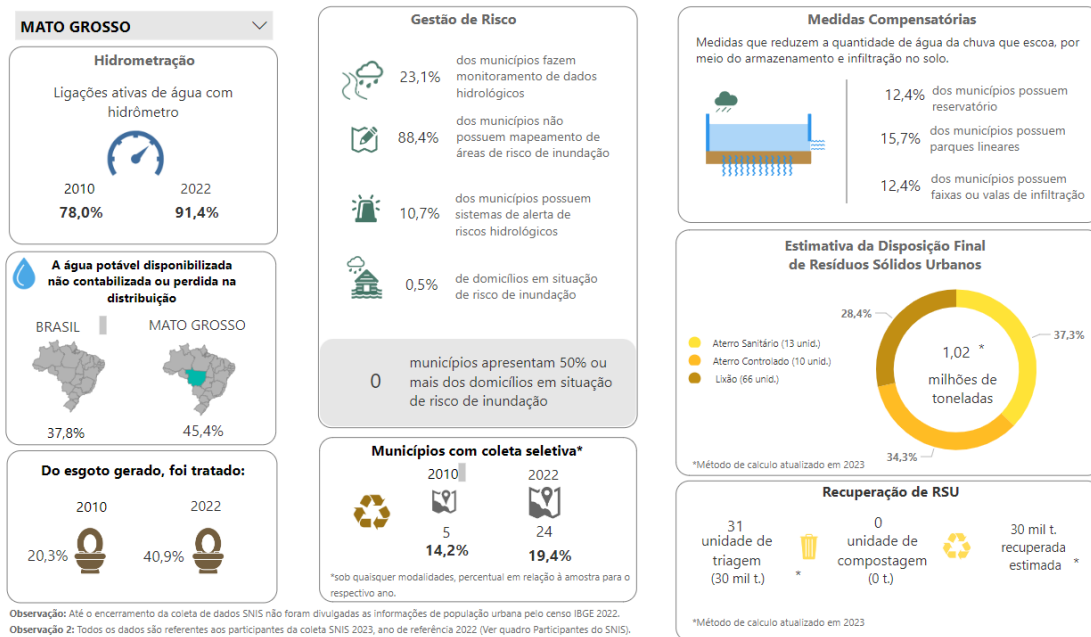 MATO GROSSO
Hidrometração
Ligações ativas de água com
hidrômetro
2010
2022
78,0%
91,4%
A água potável disponibilizada
não contabilizada ou perdida na
distribuição
BRASIL
MATO GROSSO
37,8%
45,4%
Do esgoto gerado, foi tratado:
2010
2022
20,3%
40,9%
Gestão de Risco
23,1%
dos municípios fazem
monitoramento de dados
hidrológicos
88,4%
dos municípios não
possuem mapeamento de
áreas de risco de inundação
10,7%
dos municípios possuem
sistemas de alerta de
riscos hidrológicos
0,5%
de domicílios em situação
de risco de inundação
0
municípios apresentam 50% ou
mais dos domicílios em situação
de risco de inundação
Municípios com coleta seletiva*
2010
2022
5
24
14,2%
19,4%
*sob quaisquer modalidades, percentual em relação à amostra para o
respectivo ano.
Medidas Compensatórias
Medidas que reduzem a quantidade de água da chuva que escoa, por
meio do armazenamento e infiltração no solo.
12,4%
dos municípios possuem
reservatório
15,7%
dos municípios possuem
parques lineares
12,4%
dos municípios possuem
faixas ou valas de infiltração
Estimativa da Disposição Final
de Resíduos Sólidos Urbanos
Aterro Sanitário (13 unid.)
Aterro Controlado (10 unid.)
Lixão (66 unid.)
28,4%
37,3%
34,3%
1,02 *
milhões de
toneladas
*Método de calculo atualizado em 2023
Recuperação de RSU
31
unidade de
triagem
(30 mil t.)
*
0
unidade de
compostagem
(0 t.)
30 mil t.
recuperada
estimada *
*Método de calculo atualizado em 2023
Observação: Até o encerramento da coleta de dados SNIS não foram divulgadas as informações de população urbana pelo censo IBGE 2022.
Observação 2: Todos os dados são referentes aos participantes da coleta SNIS 2023, ano de referência 2022 (Ver quadro Participantes do SNIS).